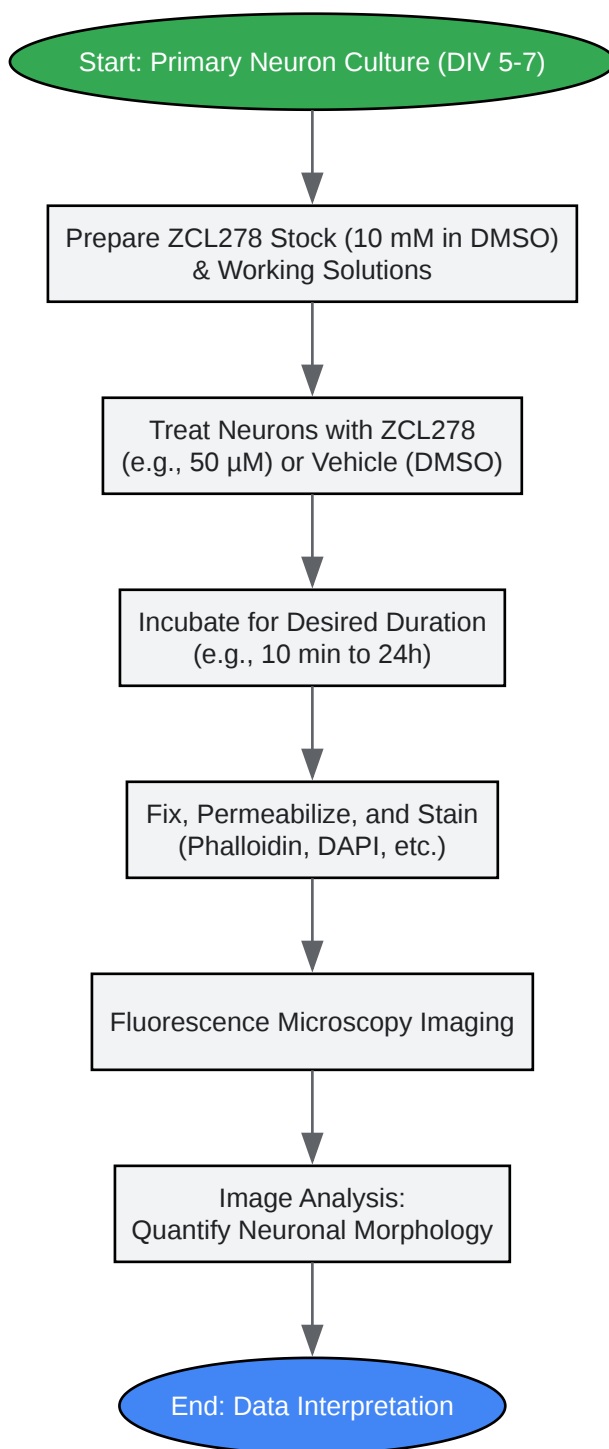 Start: Primary Neuron Culture (DIV 5-7)
Prepare ZCL278 Stock (10 mM in DMSO)
& Working Solutions
Treat Neurons with ZCL278
(e.g., 50 µM) or Vehicle (DMSO)
Incubate for Desired Duration
(e.g., 10 min to 24h)
Fix, Permeabilize, and Stain
(Phalloidin, DAPI, etc.)
Fluorescence Microscopy Imaging
Image Analysis:
Quantify Neuronal Morphology
End: Data Interpretation